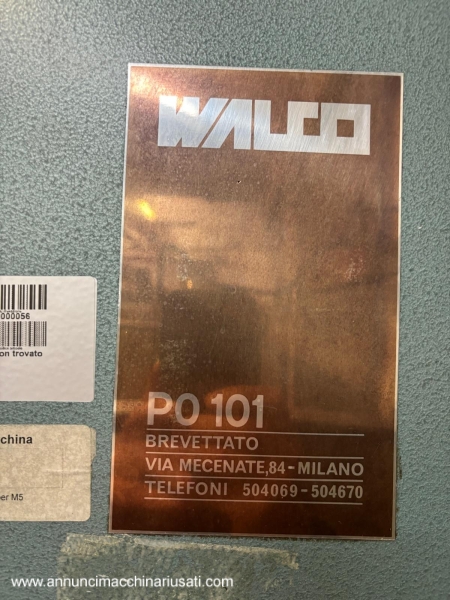 WALCO
000056
on trovato
china
er M5
PO 101
BREVETTATO
VIA MECENATE,84-MILANO
TELEFONI 504069-504670
www.annuncimacchinariusati.com